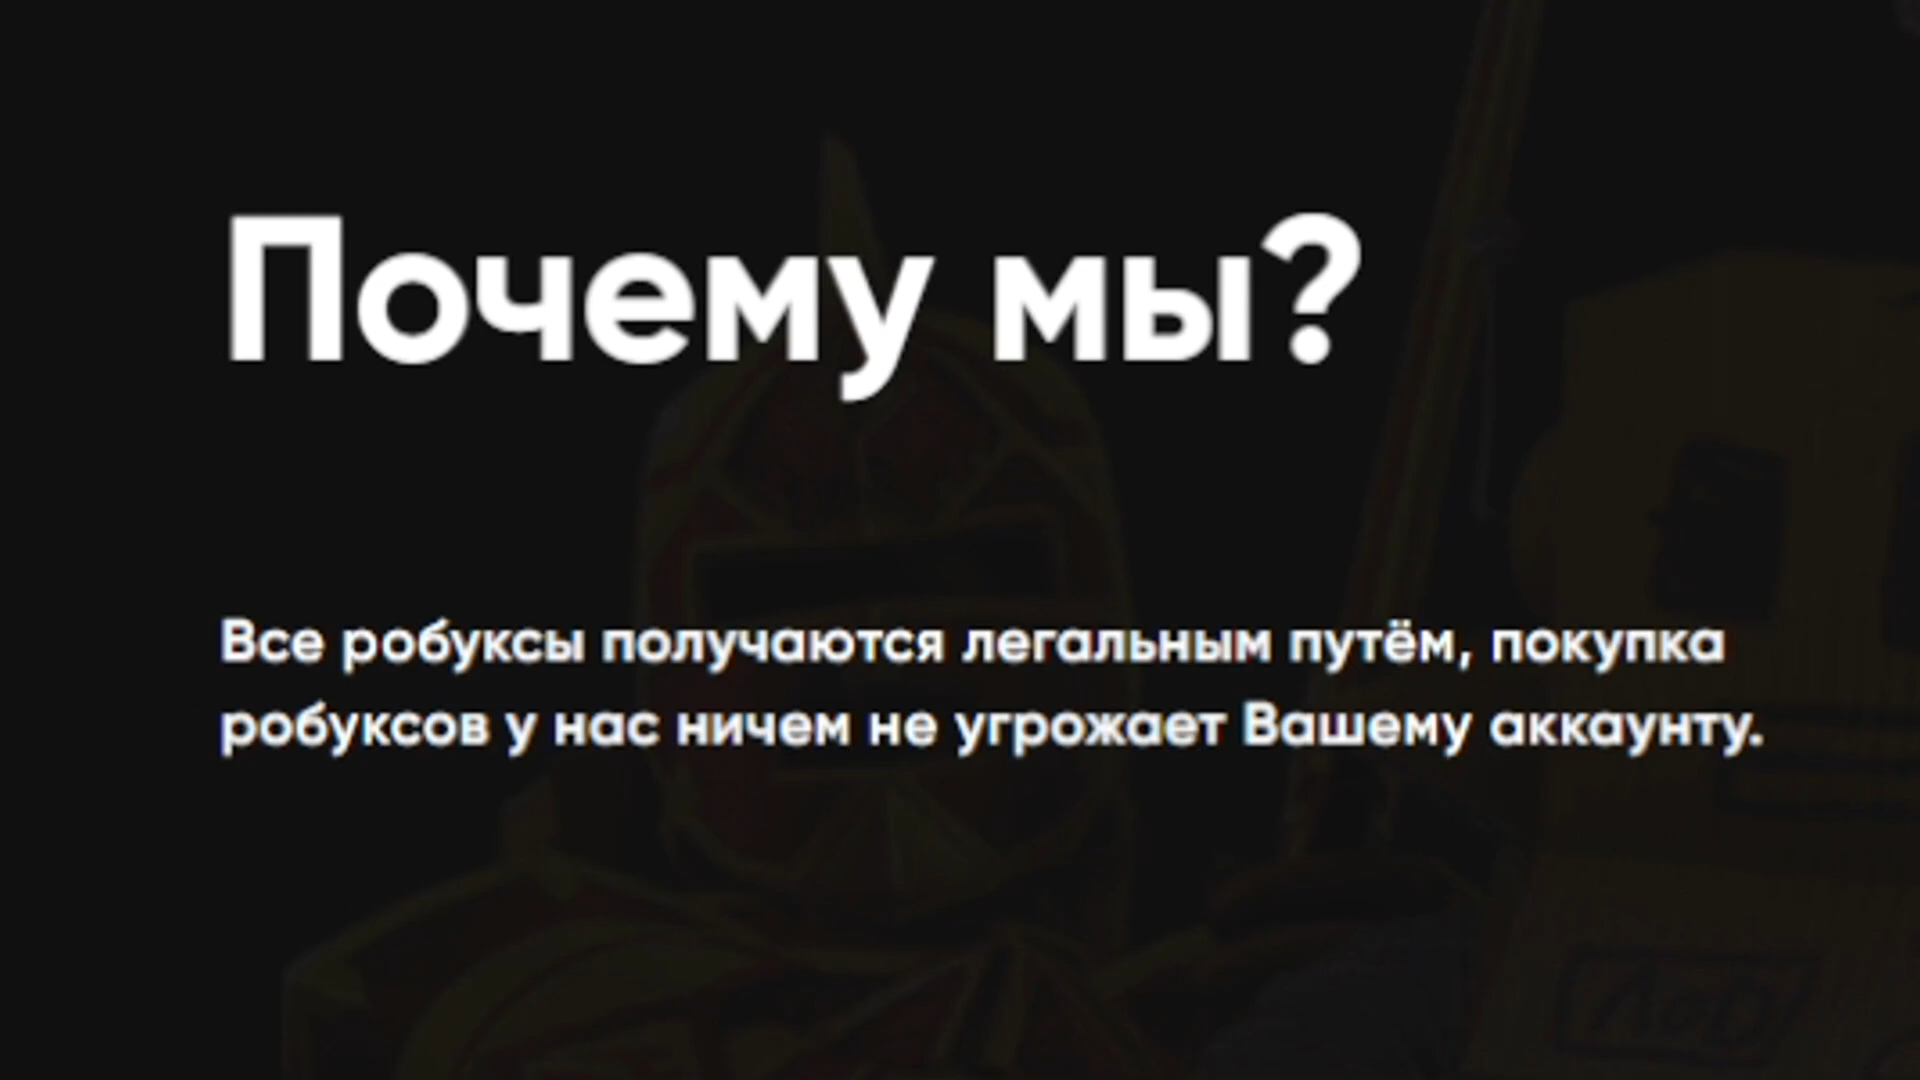 Почему мы?
Все робуксы получаются легальным путём, покупка
робуксов у нас ничем не угрожает Вашему аккаунту.